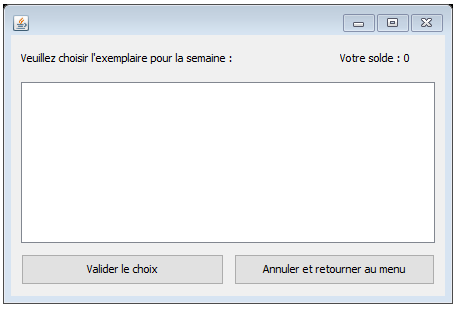 Veuillez choisir l'exemplaire pour la semaine :
Votre solde : 0
Valider le choix
Annuler et retourner au menu